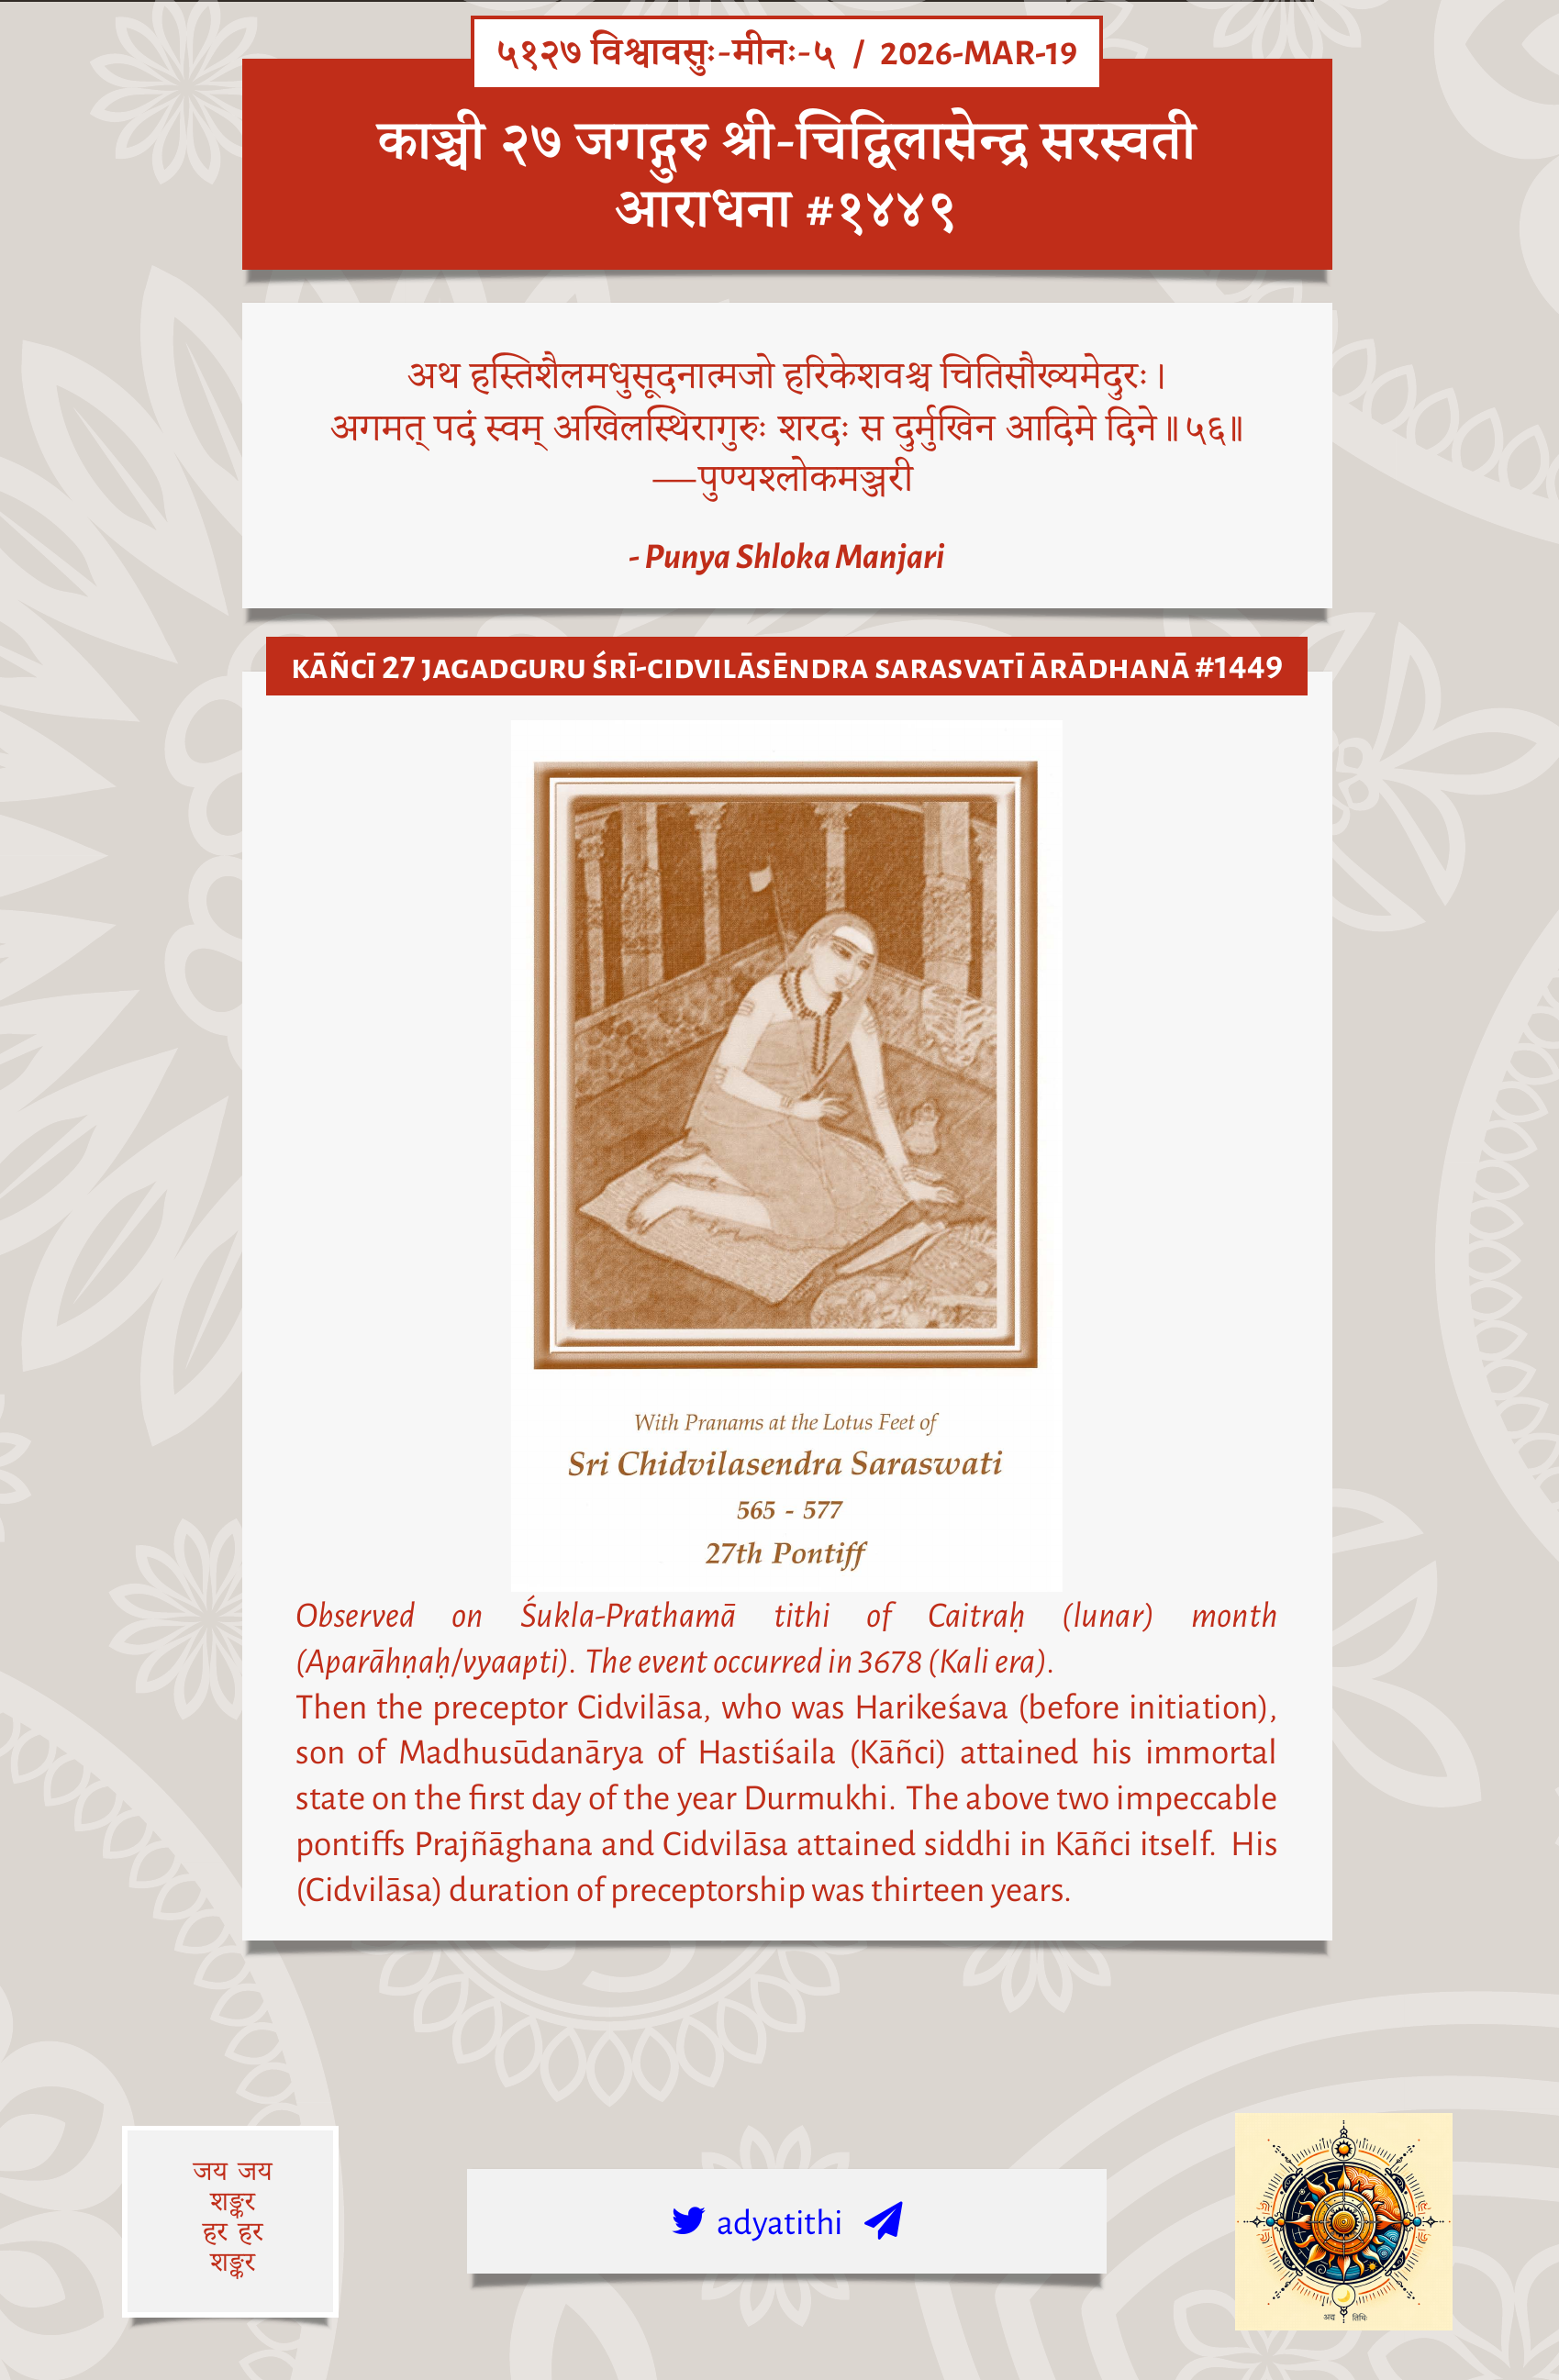 ५१२७ विश्वावसुः-मीनः-५ / 2026-MAR-19
काञ्ची २७ जगद्गुरु श्री-चिद्विलासेन्द्र सरस्वती
आराधना #१४४९
अथ हस्तिशैलमधुसूदनात्मजो हरिकेशवश्च चितिसौख्यमेदुरः।
अगमत् पदं स्वम् अखिलस्थिरागुरुः शरदः स दुर्मुखिन आदिमे दिने॥५६॥
—पुण्यश्लोकमञ्जरी
- Punya Shloka Manjari
KĀÑCĪ 27 JAGADGURU ŚRĪ-CIDVILĀSĒNDRA SARASVATĪ ĀRĀDHANĀ #1449
With Pranams at the Lotus Feet of
Sri Chidvilasendra Saraswati
565 - 577
27th Pontiff
Observed on Śukla-Prathamā tithi of Caitraḥ (lunar) month
(Aparāhṇaḥ/vyaapti). The event occurred in 3678 (Kali era).
Then the preceptor Cidvilāsa, who was Harikeśava (before initiation),
son of Madhusūdanārya of Hastiśaila (Kāñci) attained his immortal
state on the first day of the year Durmukhi. The above two impeccable
pontiffs Prajñāghana and Cidvilāsa attained siddhi in Kāñci itself. His
(Cidvilāsa) duration of preceptorship was thirteen years.
जय जय
शङ्कर
हर हर
शङ्कर
adyatithi
अद्य तिथिः